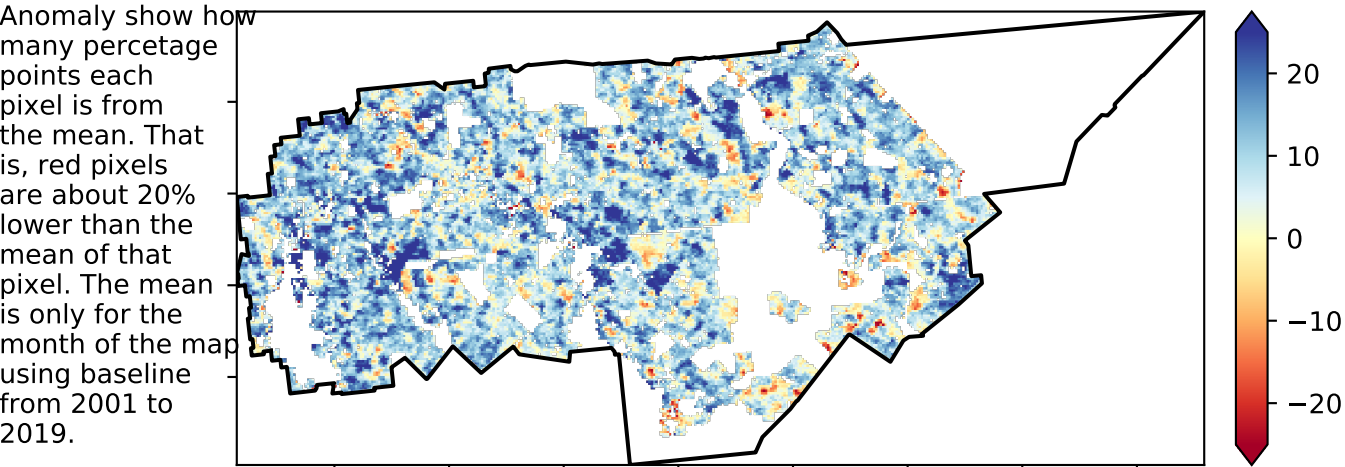 Anomaly show how
many percetage
points each
pixel is from
the mean. That
is, red pixels
are about 20%
lower than the
mean of that
pixel. The mean
is only for the
month of the map
using baseline
from 2001 to
2019.
20
10
0
−10
−20